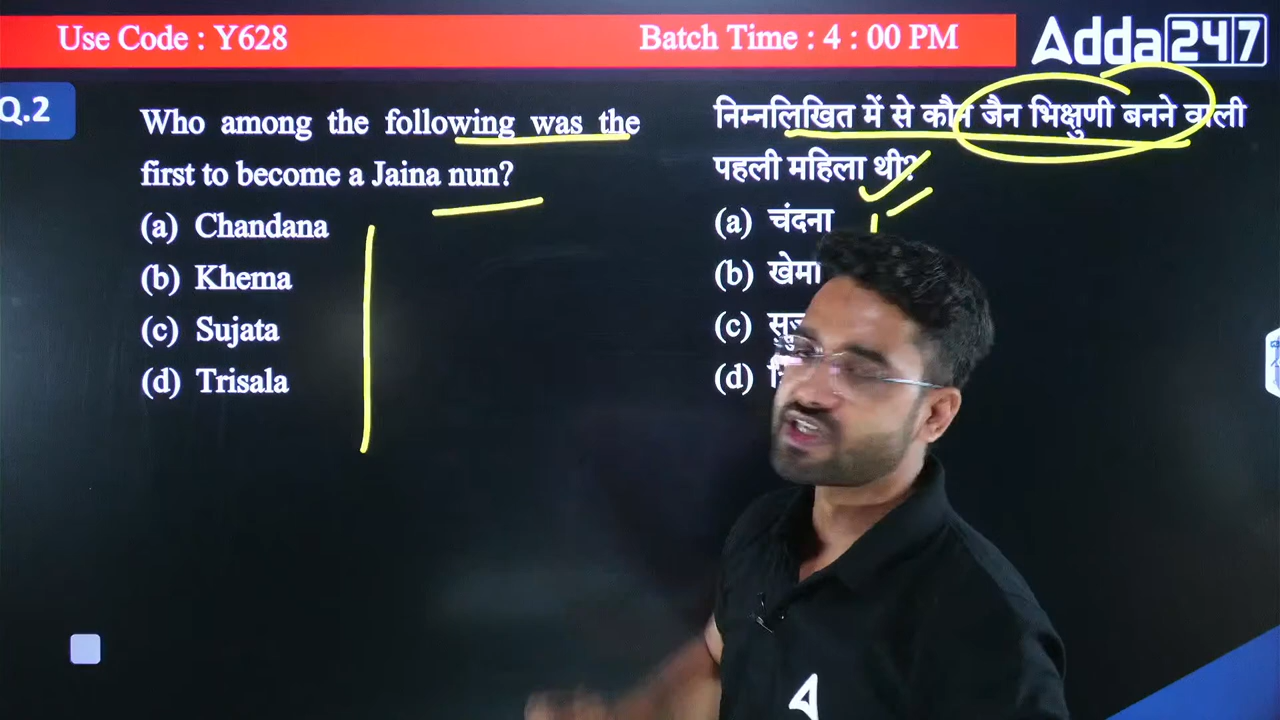 Use Code : Y628
Batch Time : 4 : 00 PM
Adda247
Q.2
Who among the following was the
first to become a Jaina nun?
(a) Chandana
(b) Khema
(c) Sujata
(d) Trisala
निम्नलिखित में से कौन जैन भिक्षुणी बनने वाली
पहली महिला थी?
(a) चंदना
(b) खेमा
(c)
(d)